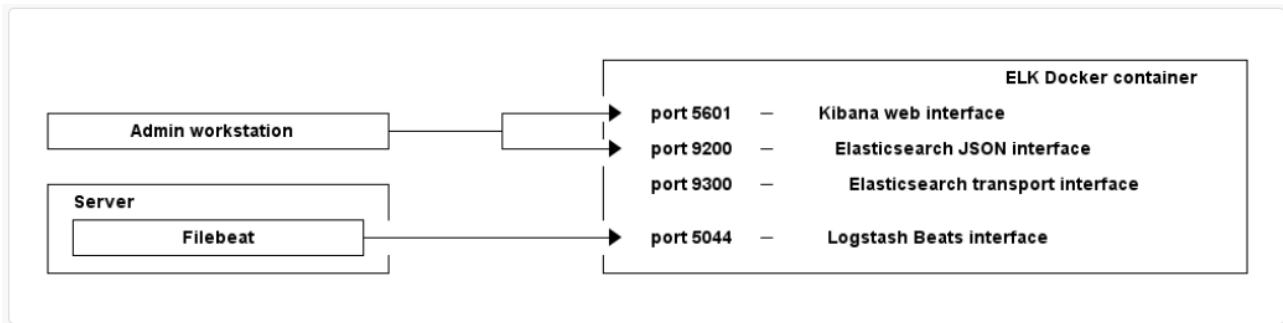 ELK Docker container
port 5601 – Kibana web interface
Admin workstation
port 9200 – Elasticsearch JSON interface
port 9300 – Elasticsearch transport interface
Server
Filebeat
port 5044 – Logstash Beats interface